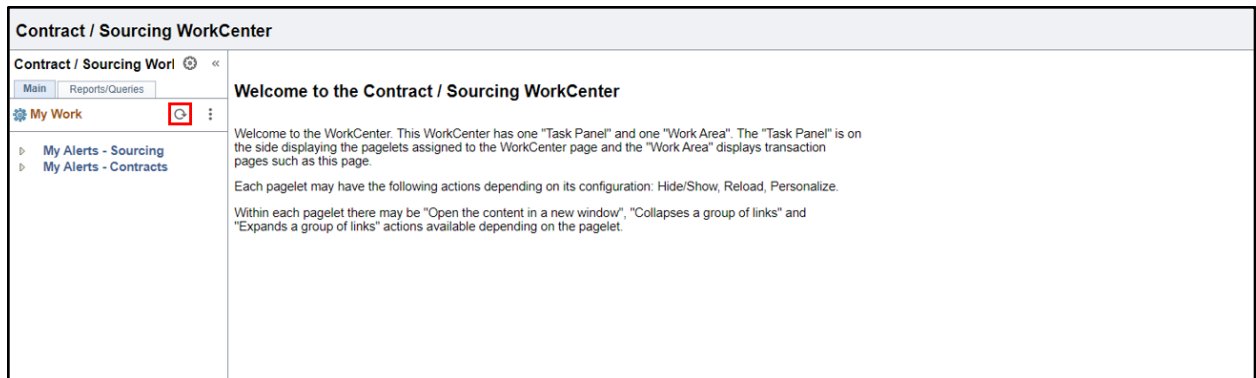 Contract / Sourcing WorkCenter
Contract / Sourcing Worl
«
Main
Reports/Queries
My Work
My Alerts - Sourcing
My Alerts - Contracts
Welcome to the Contract / Sourcing WorkCenter
Welcome to the WorkCenter. This WorkCenter has one "Task Panel" and one "Work Area". The "Task Panel" is on
the side displaying the pagelets assigned to the WorkCenter page and the "Work Area" displays transaction
pages such as this page.
Each pagelet may have the following actions depending on its configuration: Hide/Show, Reload, Personalize.
Within each pagelet there may be "Open the content in a new window", "Collapses a group of links" and
"Expands a group of links" actions available depending on the pagelet.